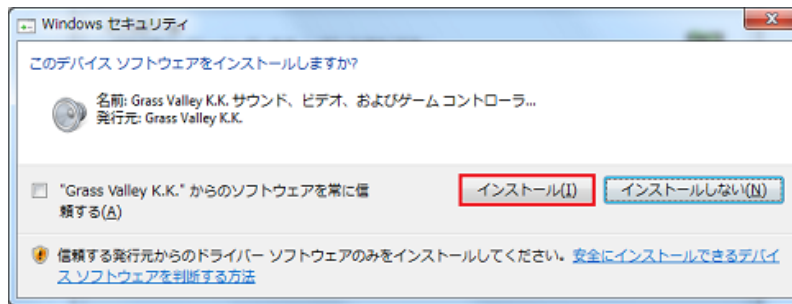 Windows セキュリティ
このデバイス ソフトウェアをインストールしますか?
名前: Grass Valley K.K. サウンド、ビデオ、およびゲーム コントローラ...
発行元: Grass Valley K.K.
"Grass Valley K.K." からのソフトウェアを常に信
頼する(A)
インストール(I)
インストールしない(N)
信頼する発行元からのドライバー ソフトウェアのみをインストールしてください。安全にインストールできるデバイ
ス ソフトウェアを判断する方法